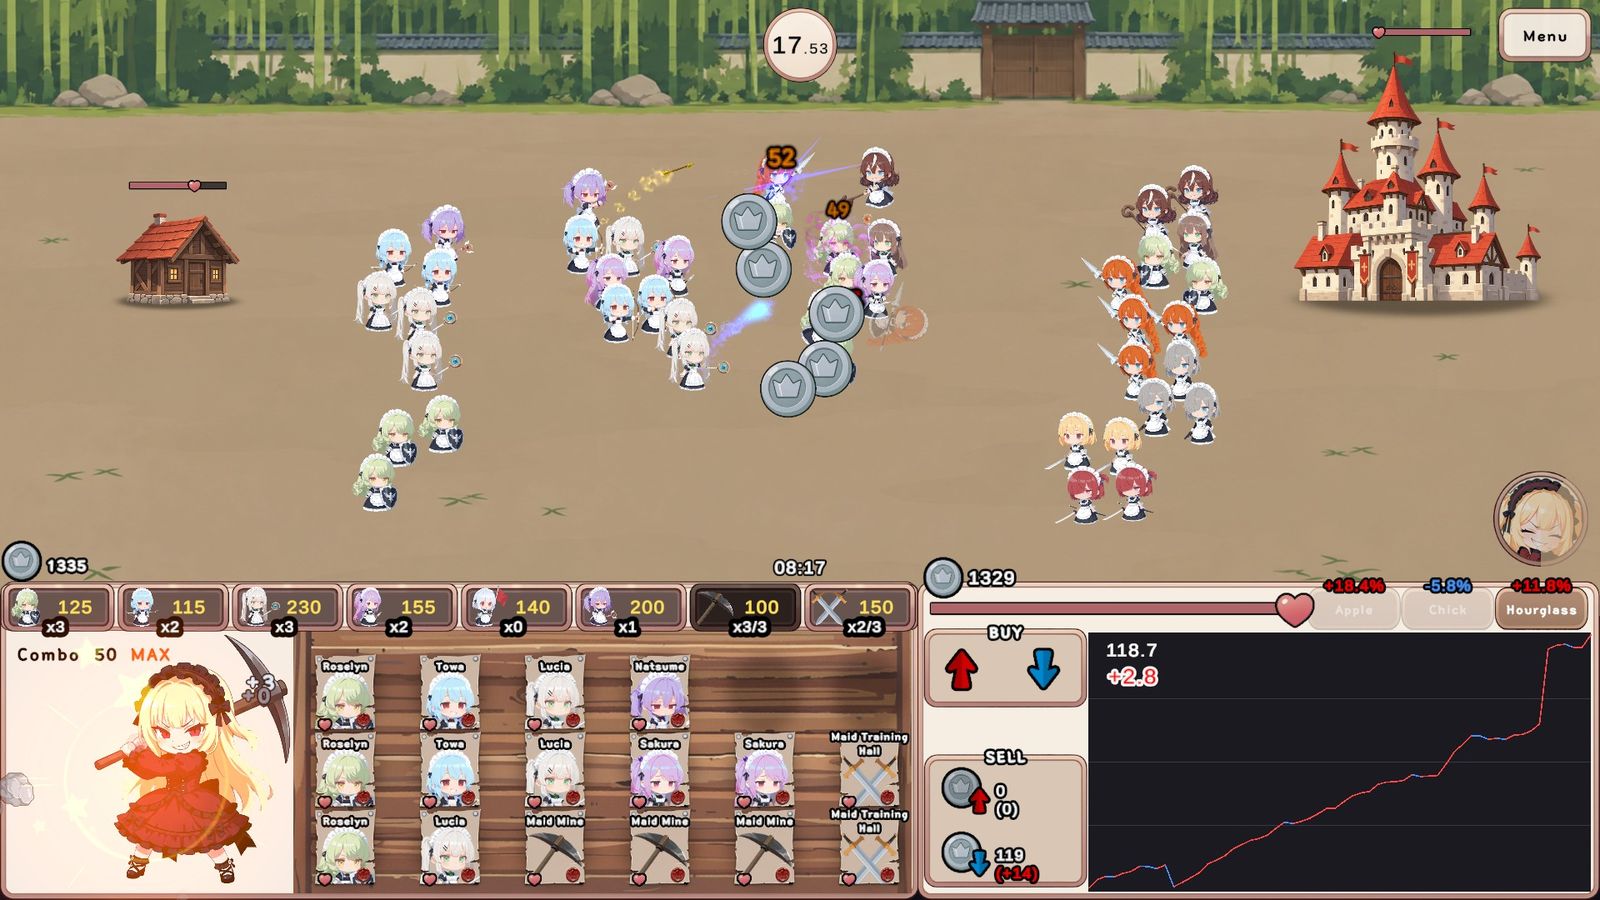 17.53
Menu
52
49
1335
08:17
1329
+18.4%
-5.8%
+11.8%
Apple
Chick
Hourglass
125
115
230
155
140
200
100
150
x3
x2
x3
x2
x0
x1
x3/3
x2/3
Combo 50 MAX
+3
+0
Roselyn
Towa
Lucia
Natsume
Roselyn
Towa
Lucia
Sakura
Sakura
Maid Training
Hall
Roselyn
Lucia
Maid Mine
Maid Mine
Maid Mine
Maid Training
Hall
BUY
SELL
0
(0)
119
(+14)
118.7
+2.8